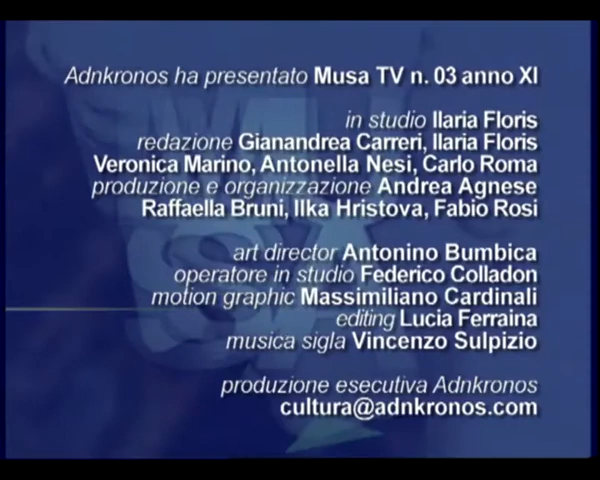 Adnkronos ha presentato Musa TV n. 03 anno XI
in studio Ilaria Floris
redazione Gianandrea Carreri, Ilaria Floris
Veronica Marino, Antonella Nesi, Carlo Roma
produzione e organizzazione Andrea Agnese
Raffaella Bruni, Ilka Hristova, Fabio Rosi
art director Antonino Bumbica
operatore in studio Federico Colladon
motion graphic Massimiliano Cardinali
editing Lucia Ferraina
musica sigla Vincenzo Sulpizio
produzione esecutiva Adnkronos
cultura@adnkronos.com